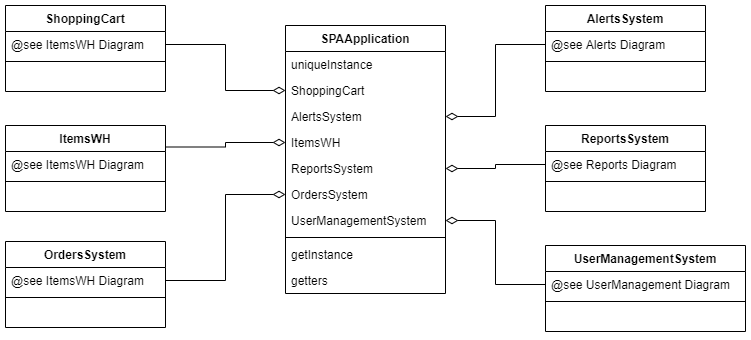 ShoppingCart
@see ItemsWH Diagram
ItemsWH
@see ItemsWH Diagram
OrdersSystem
@see ItemsWH Diagram
SPAApplication
uniqueInstance
ShoppingCart
AlertsSystem
ItemsWH
ReportsSystem
OrdersSystem
UserManagementSystem
getInstance
getters
AlertsSystem
@see Alerts Diagram
ReportsSystem
@see Reports Diagram
UserManagementSystem
@see UserManagement Diagram